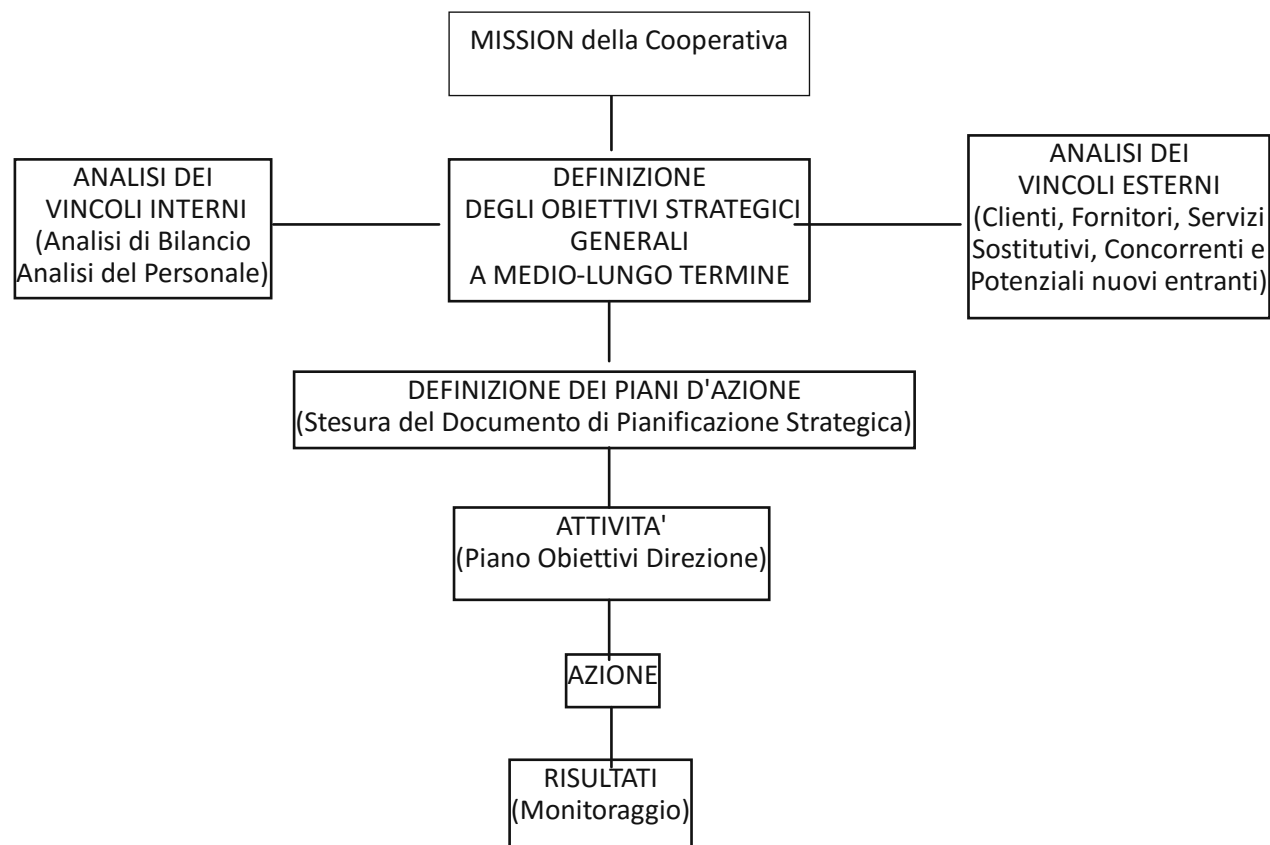 MISSION della Cooperativa
ANALISI DEI
VINCOLI INTERNI
(Analisi di Bilancio
Analisi del Personale)
DEFINIZIONE
DEGLI OBIETTIVI STRATEGICI
GENERALI
A MEDIO-LUNGO TERMINE
ANALISI DEI
VINCOLI ESTERNI
(Clienti, Fornitori, Servizi
Sostitutivi, Concorrenti e
Potenziali nuovi entranti)
DEFINIZIONE DEI PIANI D'AZIONE
(Stesura del Documento di Pianificazione Strategica)
ATTIVITA'
(Piano Obiettivi Direzione)
AZIONE
RISULTATI
(Monitoraggio)